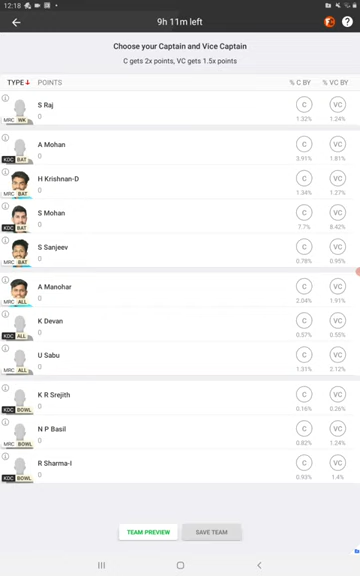 12:18
9h 11m left
Choose your Captain and Vice Captain
C gets 2x points, VC gets 1.5x points
TYPE POINTS % C BY % VC BY
S Raj
0
MRC WK
C VC
1.32% 1.24%
A Mohan
0
KDC BAT
C VC
3.91% 1.81%
H Krishnan-D
0
MRC BAT
C VC
1.34% 1.27%
S Mohan
0
KDC BAT
C VC
7.7% 8.42%
S Sanjeev
0
MRC BAT
C VC
0.78% 0.95%
A Manohar
0
MRC ALL
C VC
2.04% 1.91%
K Devan
0
KDC ALL
C VC
0.57% 0.55%
U Sabu
0
MRC ALL
C VC
1.31% 2.12%
K R Srejith
0
KDC BOWL
C VC
0.16% 0.26%
N P Basil
0
MRC BOWL
C VC
0.82% 1.24%
R Sharma-I
0
KDC BOWL
C VC
0.93% 1.4%
TEAM PREVIEW SAVE TEAM